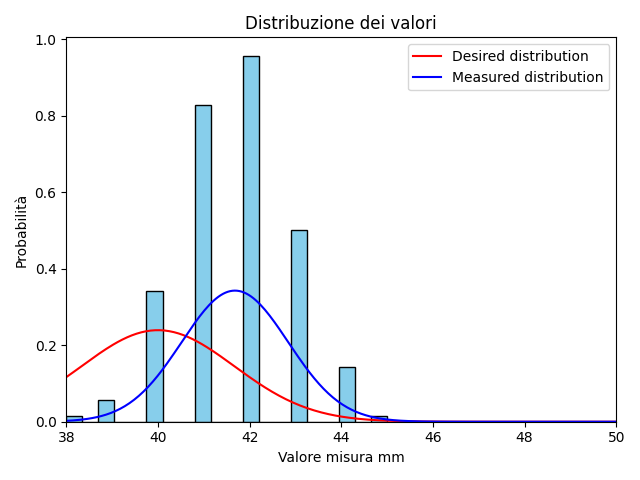 Distribuzione dei valori
Desired distribution
Measured distribution
Probabilità
1.0
0.8
0.6
0.4
0.2
0.0
38
40
42
44
46
48
50
Valore misura mm